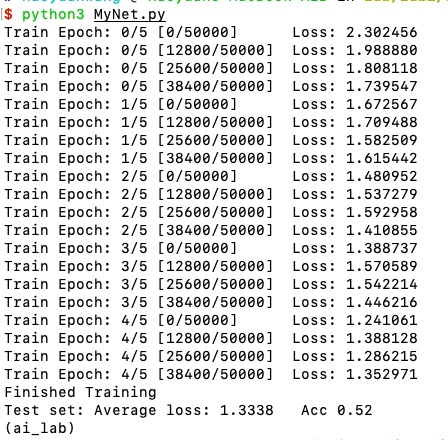 $ python3 MyNet.py
Train Epoch: 0/5 [0/50000] Loss: 2.302456
Train Epoch: 0/5 [12800/50000] Loss: 1.988880
Train Epoch: 0/5 [25600/50000] Loss: 1.808118
Train Epoch: 0/5 [38400/50000] Loss: 1.739547
Train Epoch: 1/5 [0/50000] Loss: 1.672567
Train Epoch: 1/5 [12800/50000] Loss: 1.709488
Train Epoch: 1/5 [25600/50000] Loss: 1.582509
Train Epoch: 1/5 [38400/50000] Loss: 1.615442
Train Epoch: 2/5 [0/50000] Loss: 1.480952
Train Epoch: 2/5 [12800/50000] Loss: 1.537279
Train Epoch: 2/5 [25600/50000] Loss: 1.592958
Train Epoch: 2/5 [38400/50000] Loss: 1.410855
Train Epoch: 3/5 [0/50000] Loss: 1.388737
Train Epoch: 3/5 [12800/50000] Loss: 1.570589
Train Epoch: 3/5 [25600/50000] Loss: 1.542214
Train Epoch: 3/5 [38400/50000] Loss: 1.446216
Train Epoch: 4/5 [0/50000] Loss: 1.241061
Train Epoch: 4/5 [12800/50000] Loss: 1.388128
Train Epoch: 4/5 [25600/50000] Loss: 1.286215
Train Epoch: 4/5 [38400/50000] Loss: 1.352971
Finished Training
Test set: Average loss: 1.3338 Acc 0.52
(ai_lab)